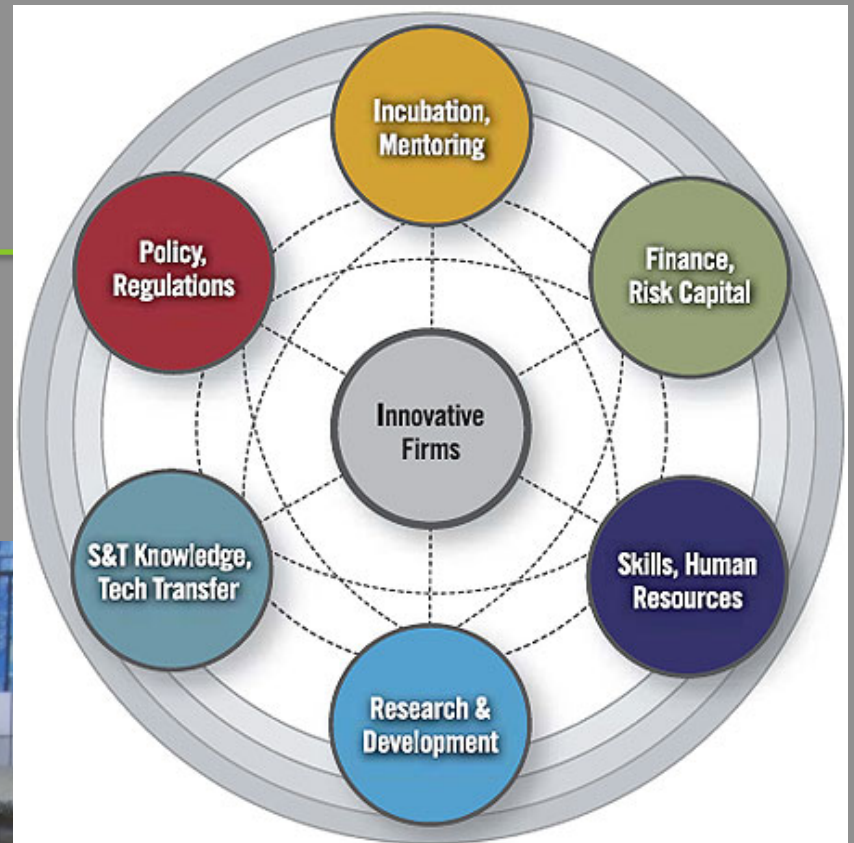 Incubation,
Mentoring
Policy,
Regulations
Finance,
Risk Capital
Innovative
Firms
S&T Knowledge,
Tech Transfer
Skills, Human
Resources
Research &
Development